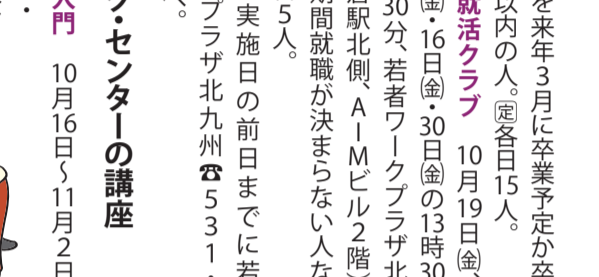 を来年3月に卒業予定か卒
以内の人。定各日15人。
就活クラブ 10月19日㈮
㈮・16日㈮・30日㈮の13時30
30分、若者ワークプラザ北
駅北側、AIMビル2階
期間就職が決まらない人な
5人。
実施日の前日までに若
プラザ北九州☎531・
・センターの講座
入門 10月16日～11月2日